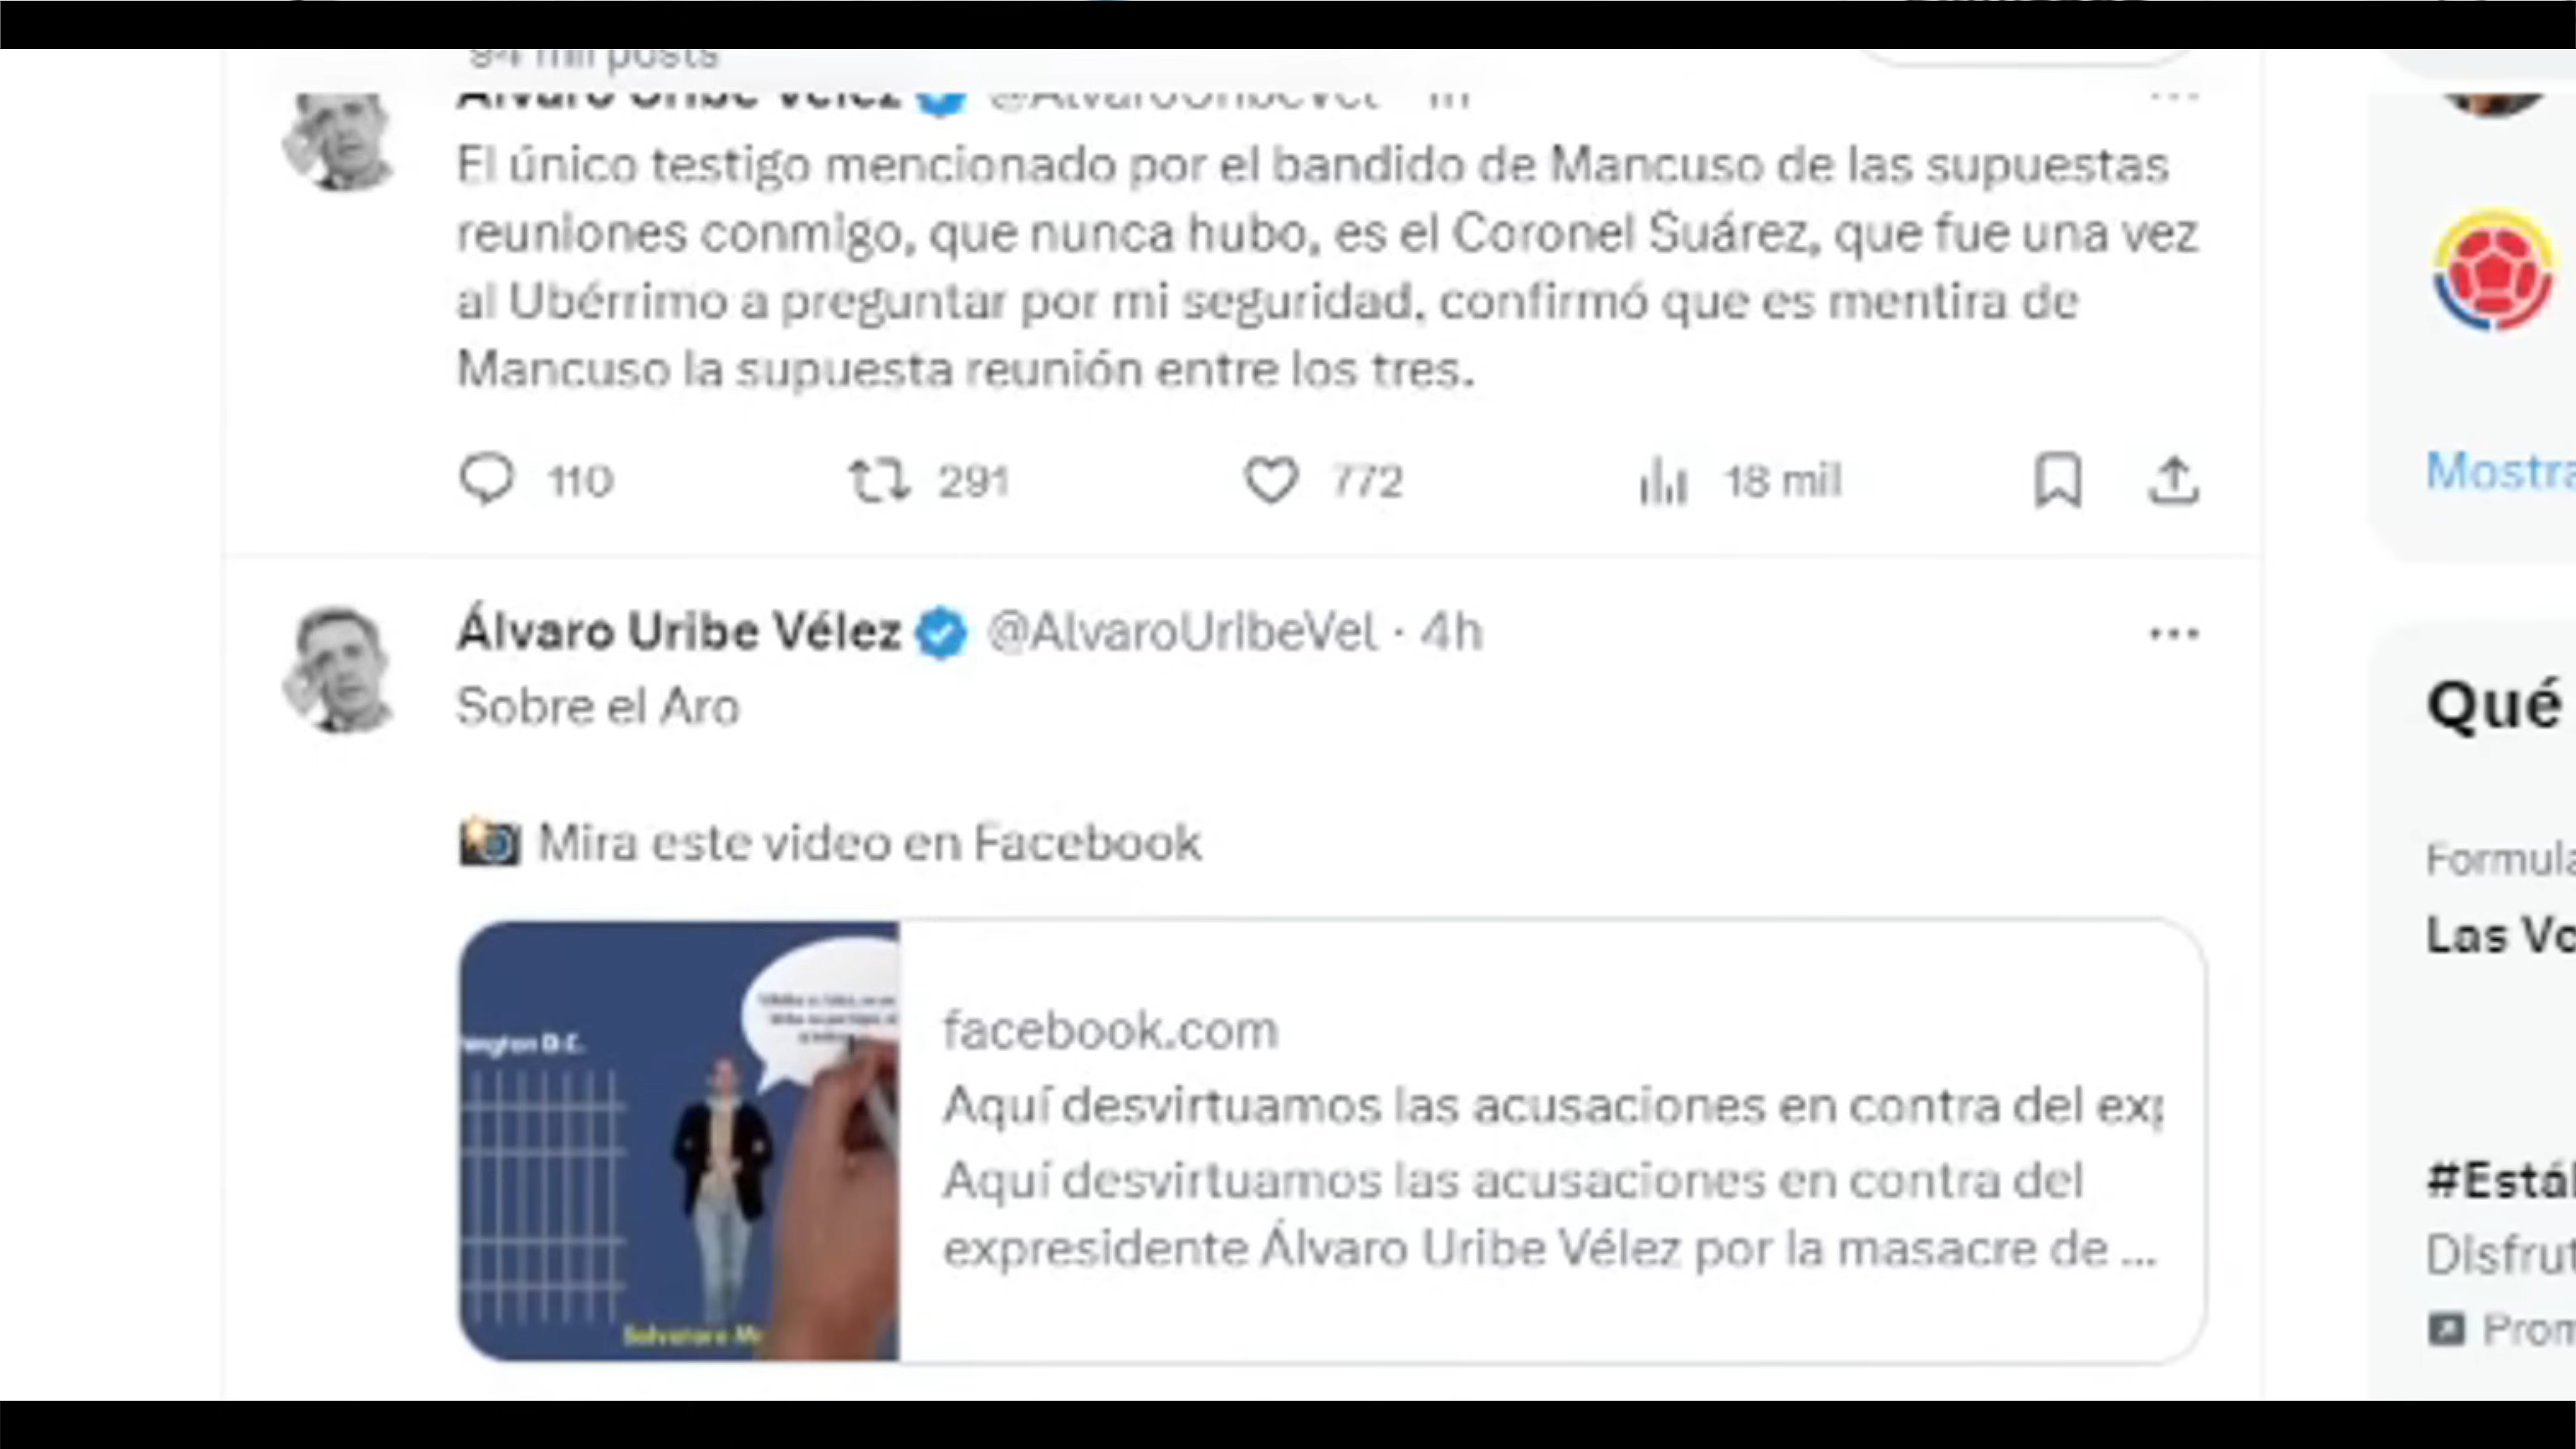 94 mil posts
Álvaro Uribe Vélez @AlvaroUribeVel · 1h
El único testigo mencionado por el bandido de Mancuso de las supuestas
reuniones conmigo, que nunca hubo, es el Coronel Suárez, que fue una vez
al Ubérrimo a preguntar por mi seguridad, confirmó que es mentira de
Mancuso la supuesta reunión entre los tres.
110 291 772 18 mil
Álvaro Uribe Vélez @AlvaroUribeVel · 4h
Sobre el Aro
Mira este video en Facebook
ington D.C.
Salvatore M
facebook.com
Aquí desvirtuamos las acusaciones en contra del exp
Aquí desvirtuamos las acusaciones en contra del
expresidente Álvaro Uribe Vélez por la masacre de ...
Mostra
Qué
Formula
Las Vo
#Estál
Disfrut
Prom